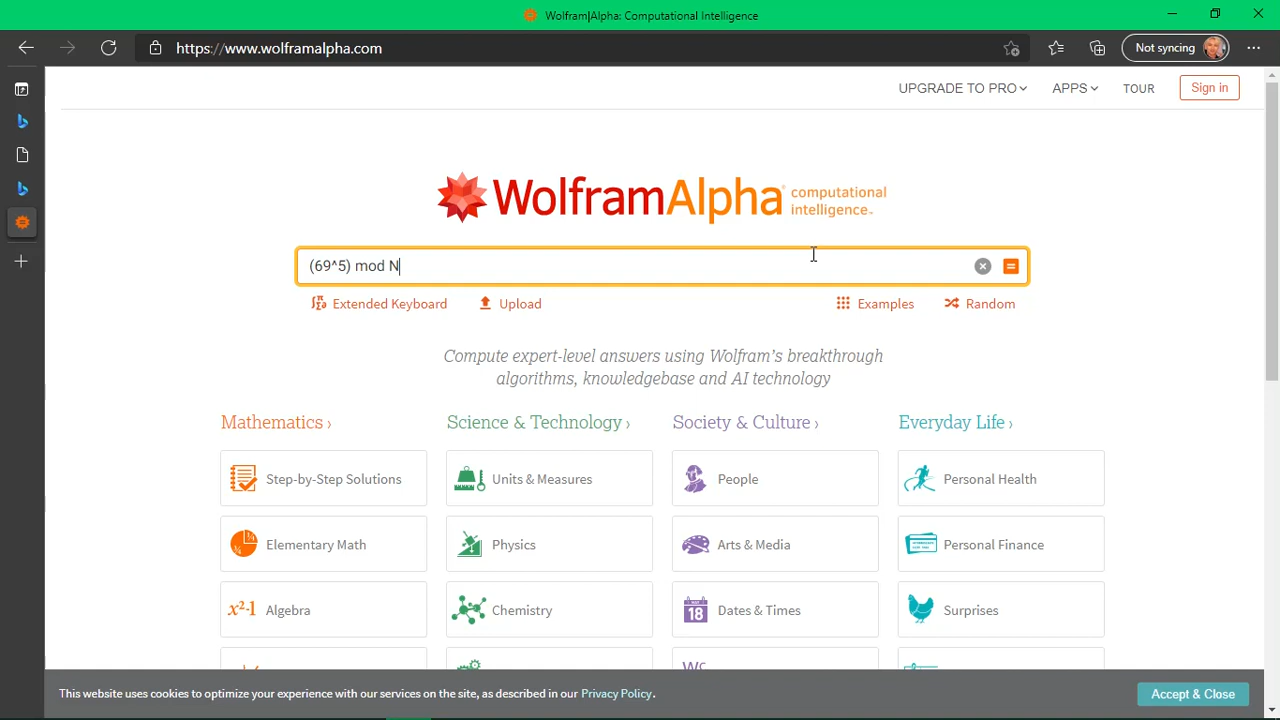 Wolfram|Alpha: Computational Intelligence
https://www.wolframalpha.com
Not syncing
UPGRADE TO PRO
APPS
TOUR
Sign in
WolframAlpha computational intelligence™
(69^5) mod N
Extended Keyboard
Upload
Examples
Random
Compute expert-level answers using Wolfram's breakthrough
algorithms, knowledgebase and AI technology
Mathematics ›
Science & Technology ›
Society & Culture ›
Everyday Life ›
Step-by-Step Solutions
Units & Measures
People
Personal Health
Elementary Math
Physics
Arts & Media
Personal Finance
x²-1 Algebra
Chemistry
18 Dates & Times
Surprises
This website uses cookies to optimize your experience with our services on the site, as described in our Privacy Policy.
Accept & Close